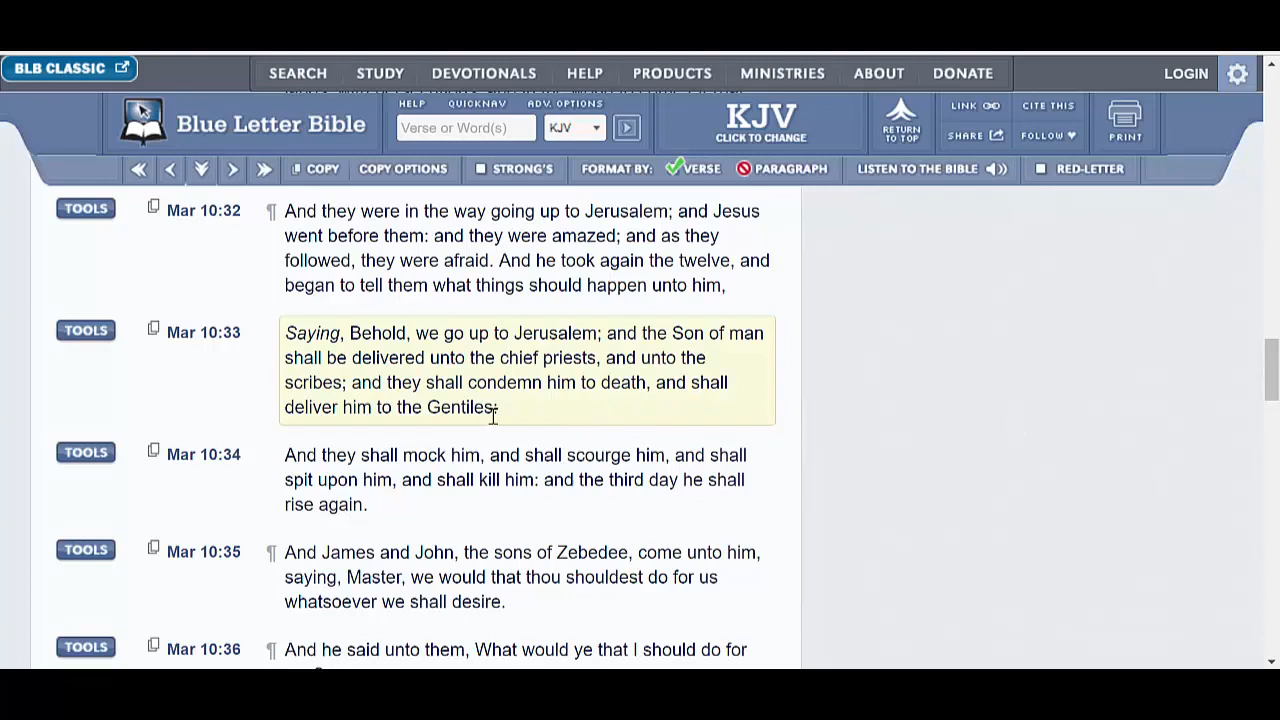 BLB CLASSIC
SEARCH STUDY DEVOTIONALS HELP PRODUCTS MINISTRIES ABOUT DONATE LOGIN
Blue Letter Bible
HELP QUICKNAV ADV. OPTIONS
Verse or Word(s) KJV
KJV
CLICK TO CHANGE
RETURN
TO TOP
LINK CITE THIS
SHARE FOLLOW
PRINT
COPY COPY OPTIONS STRONG'S FORMAT BY: VERSE PARAGRAPH LISTEN TO THE BIBLE RED-LETTER
TOOLS Mar 10:32 ¶ And they were in the way going up to Jerusalem; and Jesus
went before them: and they were amazed; and as they
followed, they were afraid. And he took again the twelve, and
began to tell them what things should happen unto him,
TOOLS Mar 10:33 Saying, Behold, we go up to Jerusalem; and the Son of man
shall be delivered unto the chief priests, and unto the
scribes; and they shall condemn him to death, and shall
deliver him to the Gentiles:
TOOLS Mar 10:34 And they shall mock him, and shall scourge him, and shall
spit upon him, and shall kill him: and the third day he shall
rise again.
TOOLS Mar 10:35 ¶ And James and John, the sons of Zebedee, come unto him,
saying, Master, we would that thou shouldest do for us
whatsoever we shall desire.
TOOLS Mar 10:36 ¶ And he said unto them, What would ye that I should do for